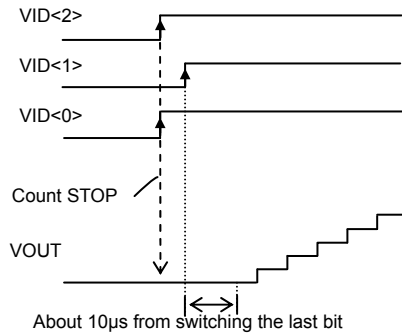 VID<2>
VID<1>
VID<0>
Count STOP
VOUT
About 10µs from switching the last bit